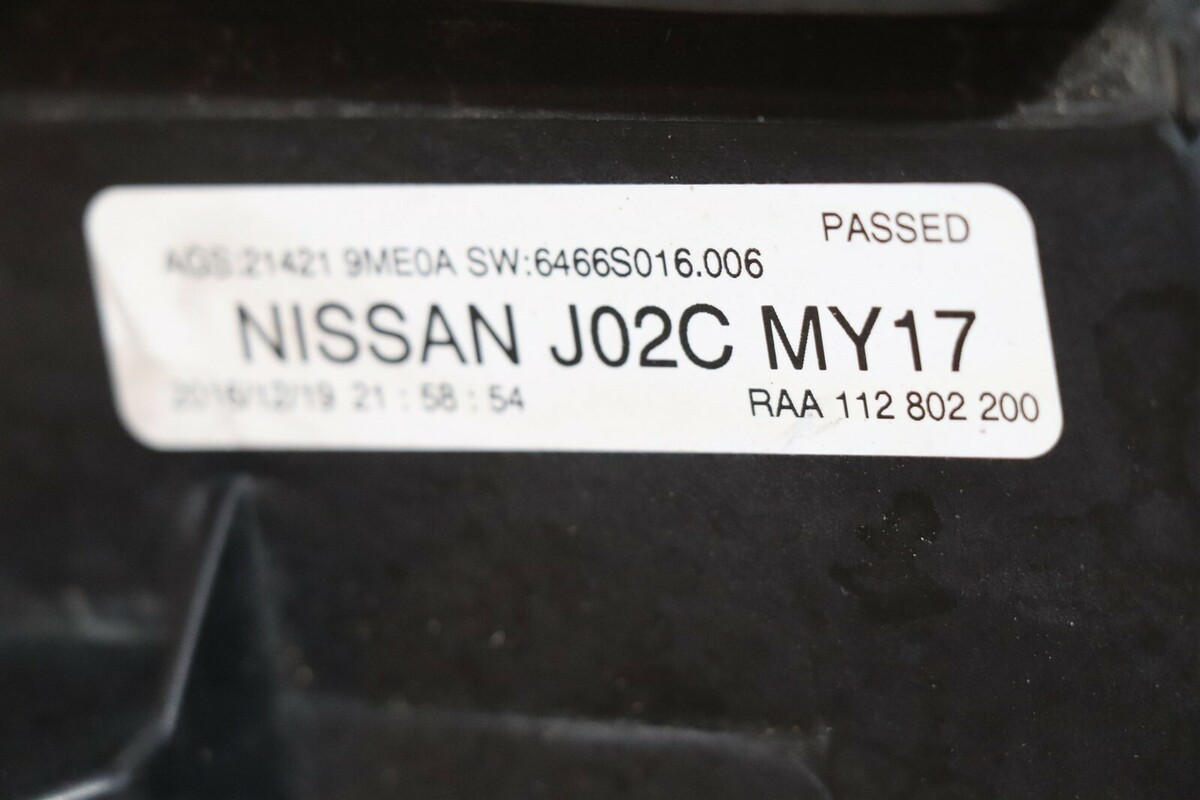 PASSED
AGS:21421 9ME0A SW:6466S016.006
NISSAN J02C MY17
2016/12/19 21 : 58 : 54
RAA 112 802 200